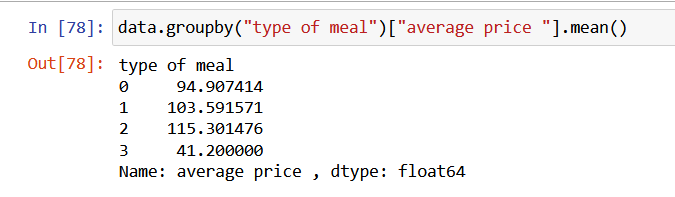 In [78]: data.groupby("type of meal")["average price "].mean()
Out[78]: type of meal
0     94.907414
1    103.591571
2    115.301476
3     41.200000
Name: average price , dtype: float64